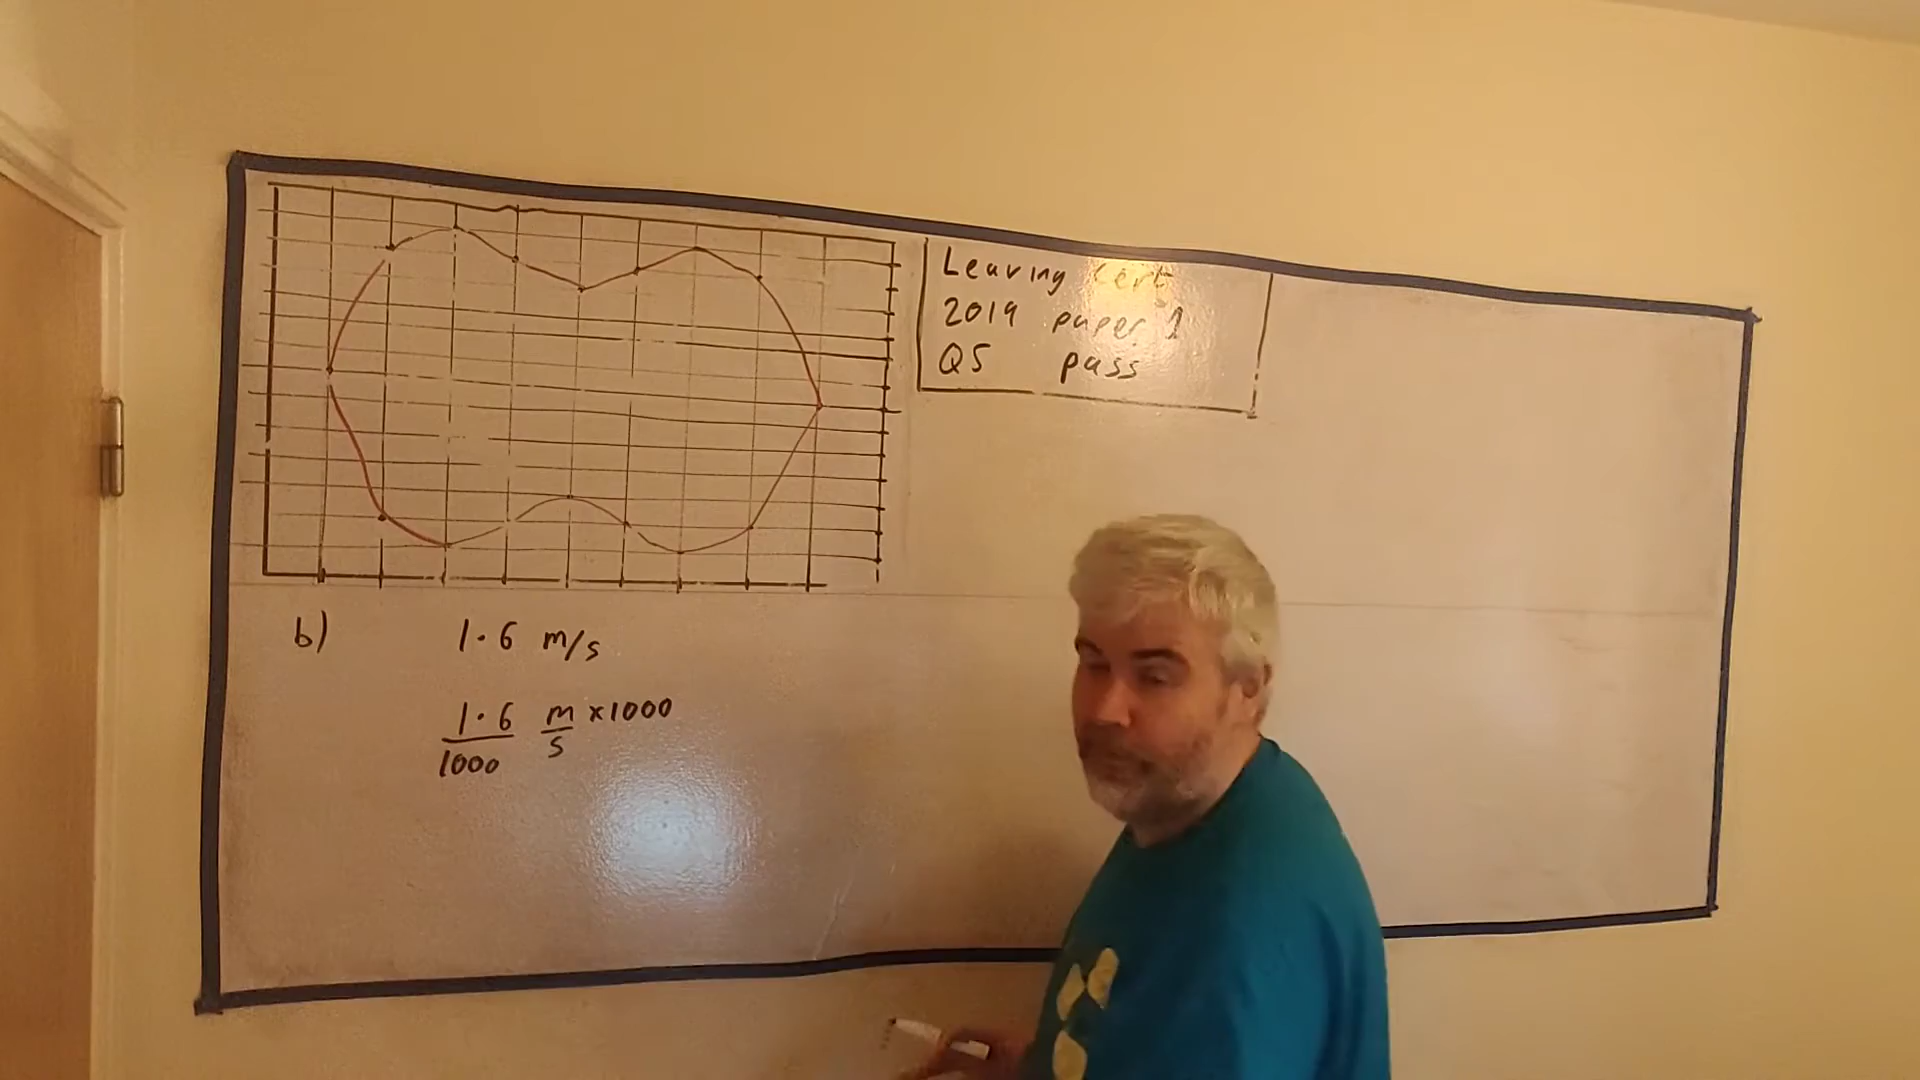 Leaving Cert
2019 paper 1
Q5 pass
b) 1.6 m/s
1.6 m × 1000
1000 s